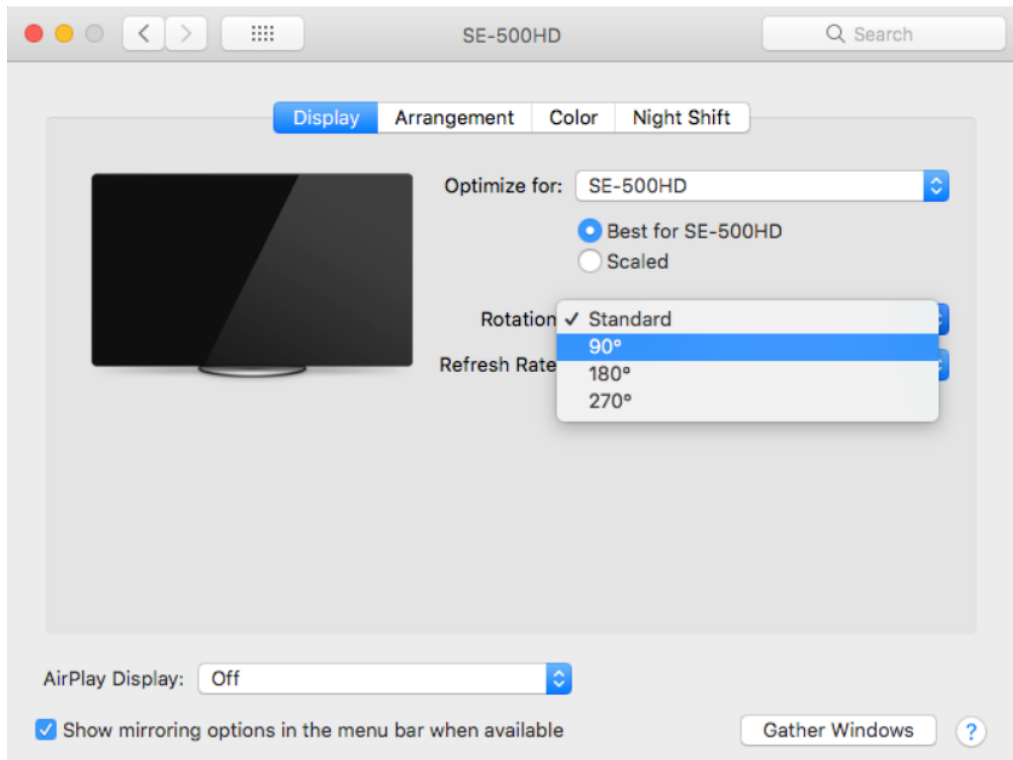 SE-500HD
Search
Display Arrangement Color Night Shift
Optimize for: SE-500HD
Best for SE-500HD
Scaled
Rotation ✓ Standard
90°
Refresh Rate
180°
270°
AirPlay Display: Off
Show mirroring options in the menu bar when available
Gather Windows ?